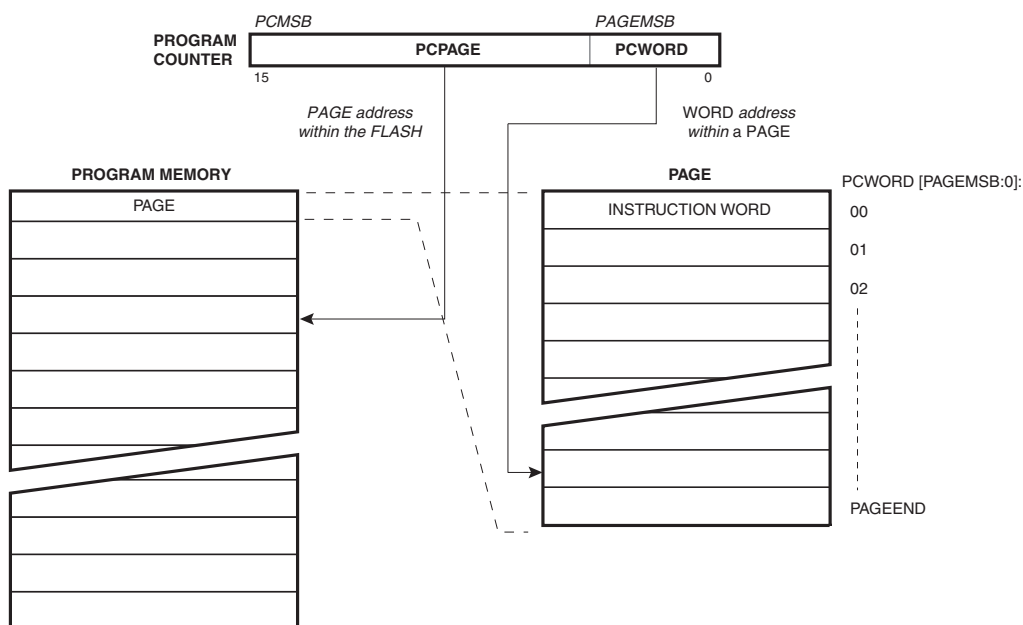 PCMSB
PAGEMSB
PROGRAM
COUNTER
PCPAGE
PCWORD
15
0
PAGE address
within the FLASH
WORD address
within a PAGE
PROGRAM MEMORY
PAGE
PCWORD [PAGEMSB:0]:
PAGE
INSTRUCTION WORD
00
01
02
PAGEEND